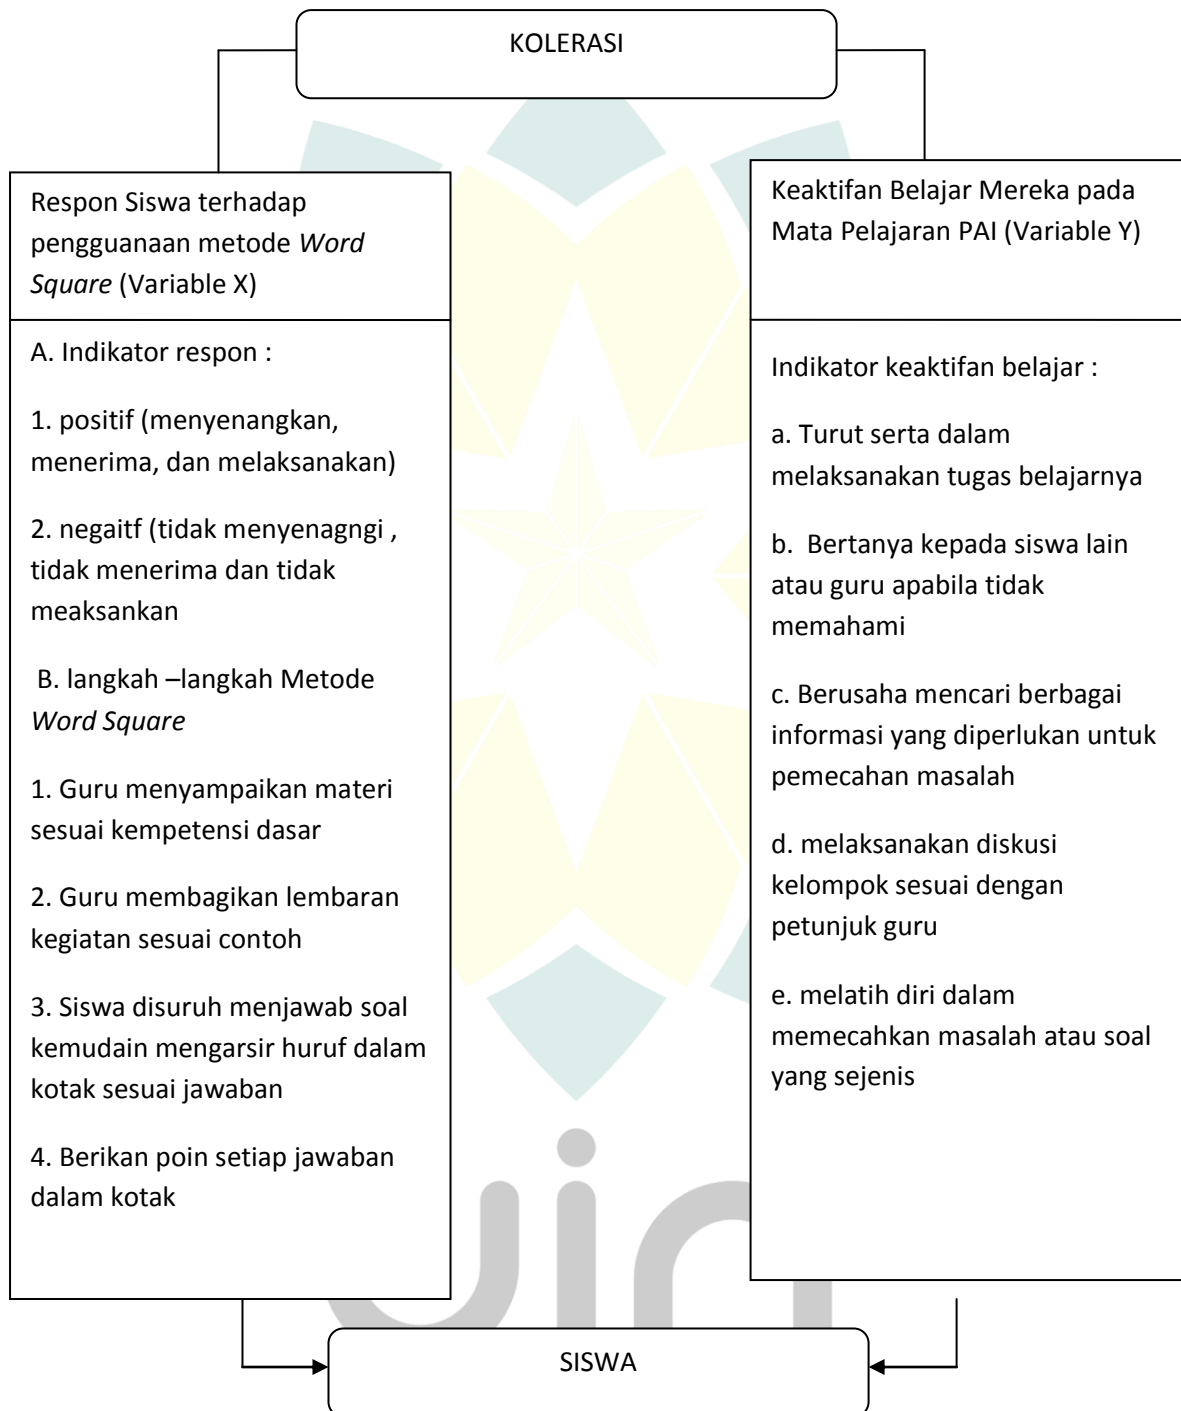 KOLERASI
Respon Siswa terhadap
pengguanaan metode Word
Square (Variable X)
A. Indikator respon :
1. positif (menyenangkan,
menerima, dan melaksanakan)
2. negaitf (tidak menyenagngi ,
tidak menerima dan tidak
meaksankan
B. langkah –langkah Metode
Word Square
1. Guru menyampaikan materi
sesuai kempetensi dasar
2. Guru membagikan lembaran
kegiatan sesuai contoh
3. Siswa disuruh menjawab soal
kemudain mengarsir huruf dalam
kotak sesuai jawaban
4. Berikan poin setiap jawaban
dalam kotak
Keaktifan Belajar Mereka pada
Mata Pelajaran PAI (Variable Y)
Indikator keaktifan belajar :
a. Turut serta dalam
melaksanakan tugas belajarnya
b. Bertanya kepada siswa lain
atau guru apabila tidak
memahami
c. Berusaha mencari berbagai
informasi yang diperlukan untuk
pemecahan masalah
d. melaksanakan diskusi
kelompok sesuai dengan
petunjuk guru
e. melatih diri dalam
memecahkan masalah atau soal
yang sejenis
uin
SISWA